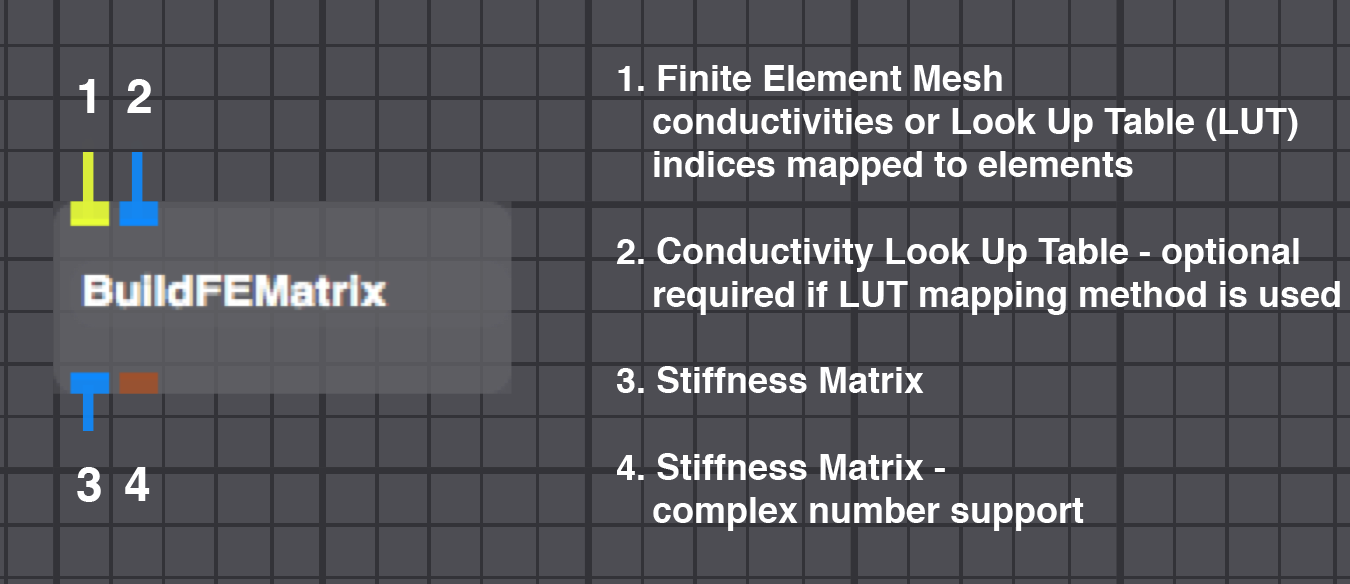 1 2
BuildFEMatrix
3 4
1. Finite Element Mesh
conductivities or Look Up Table (LUT)
indices mapped to elements
2. Conductivity Look Up Table - optional
required if LUT mapping method is used
3. Stiffness Matrix
4. Stiffness Matrix -
complex number support